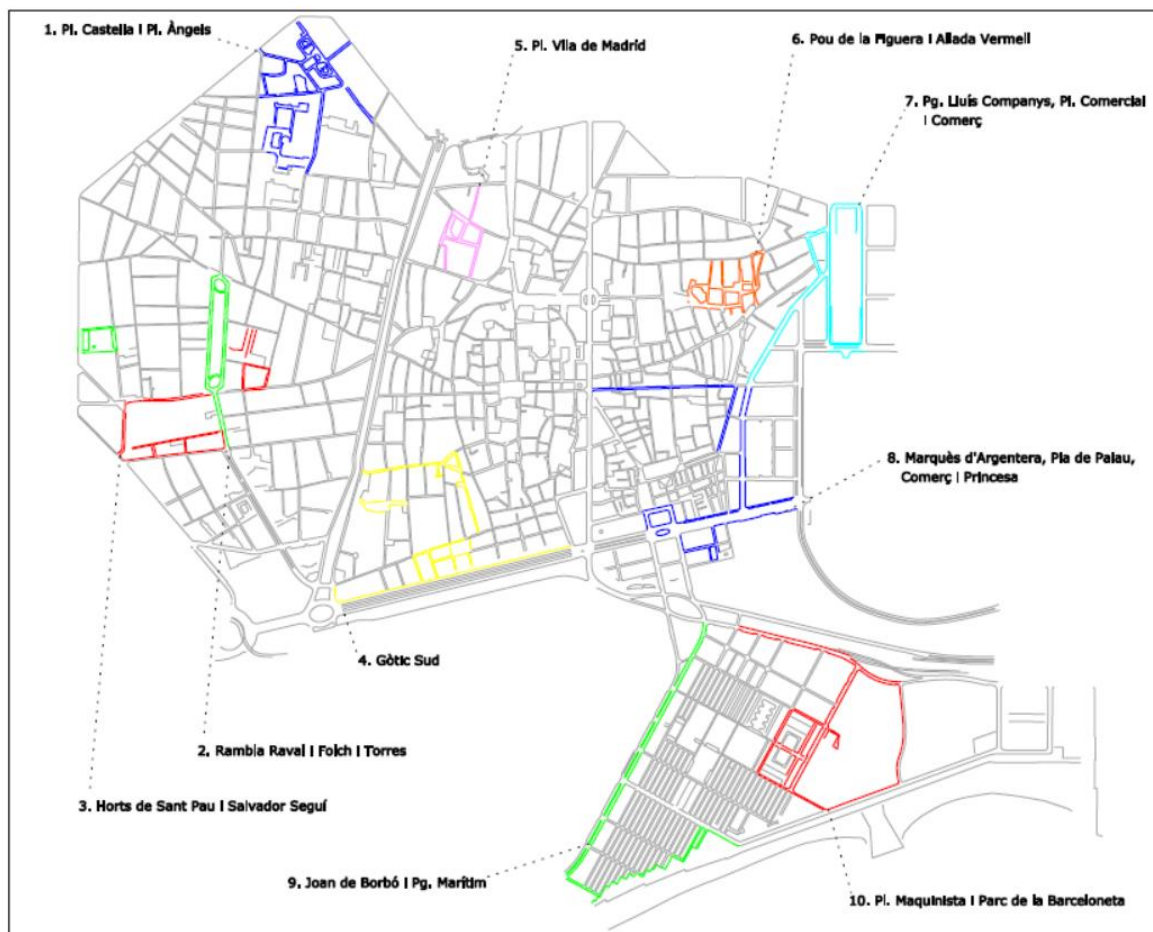 1. Pl. Castella i Pl. Àngels
5. Pl. Vila de Madrid
6. Pou de la Figuera i Allada Vermell
7. Pg. Lluís Companys, Pl. Comercial
i Comerç
8. Marquès d'Argentera, Pla de Palau,
Comerç i Princesa
4. Gòtic Sud
2. Rambla Raval i Folch i Torres
3. Horts de Sant Pau i Salvador Seguí
9. Joan de Borbó i Pg. Marítim
10. Pl. Maquinista i Parc de la Barceloneta